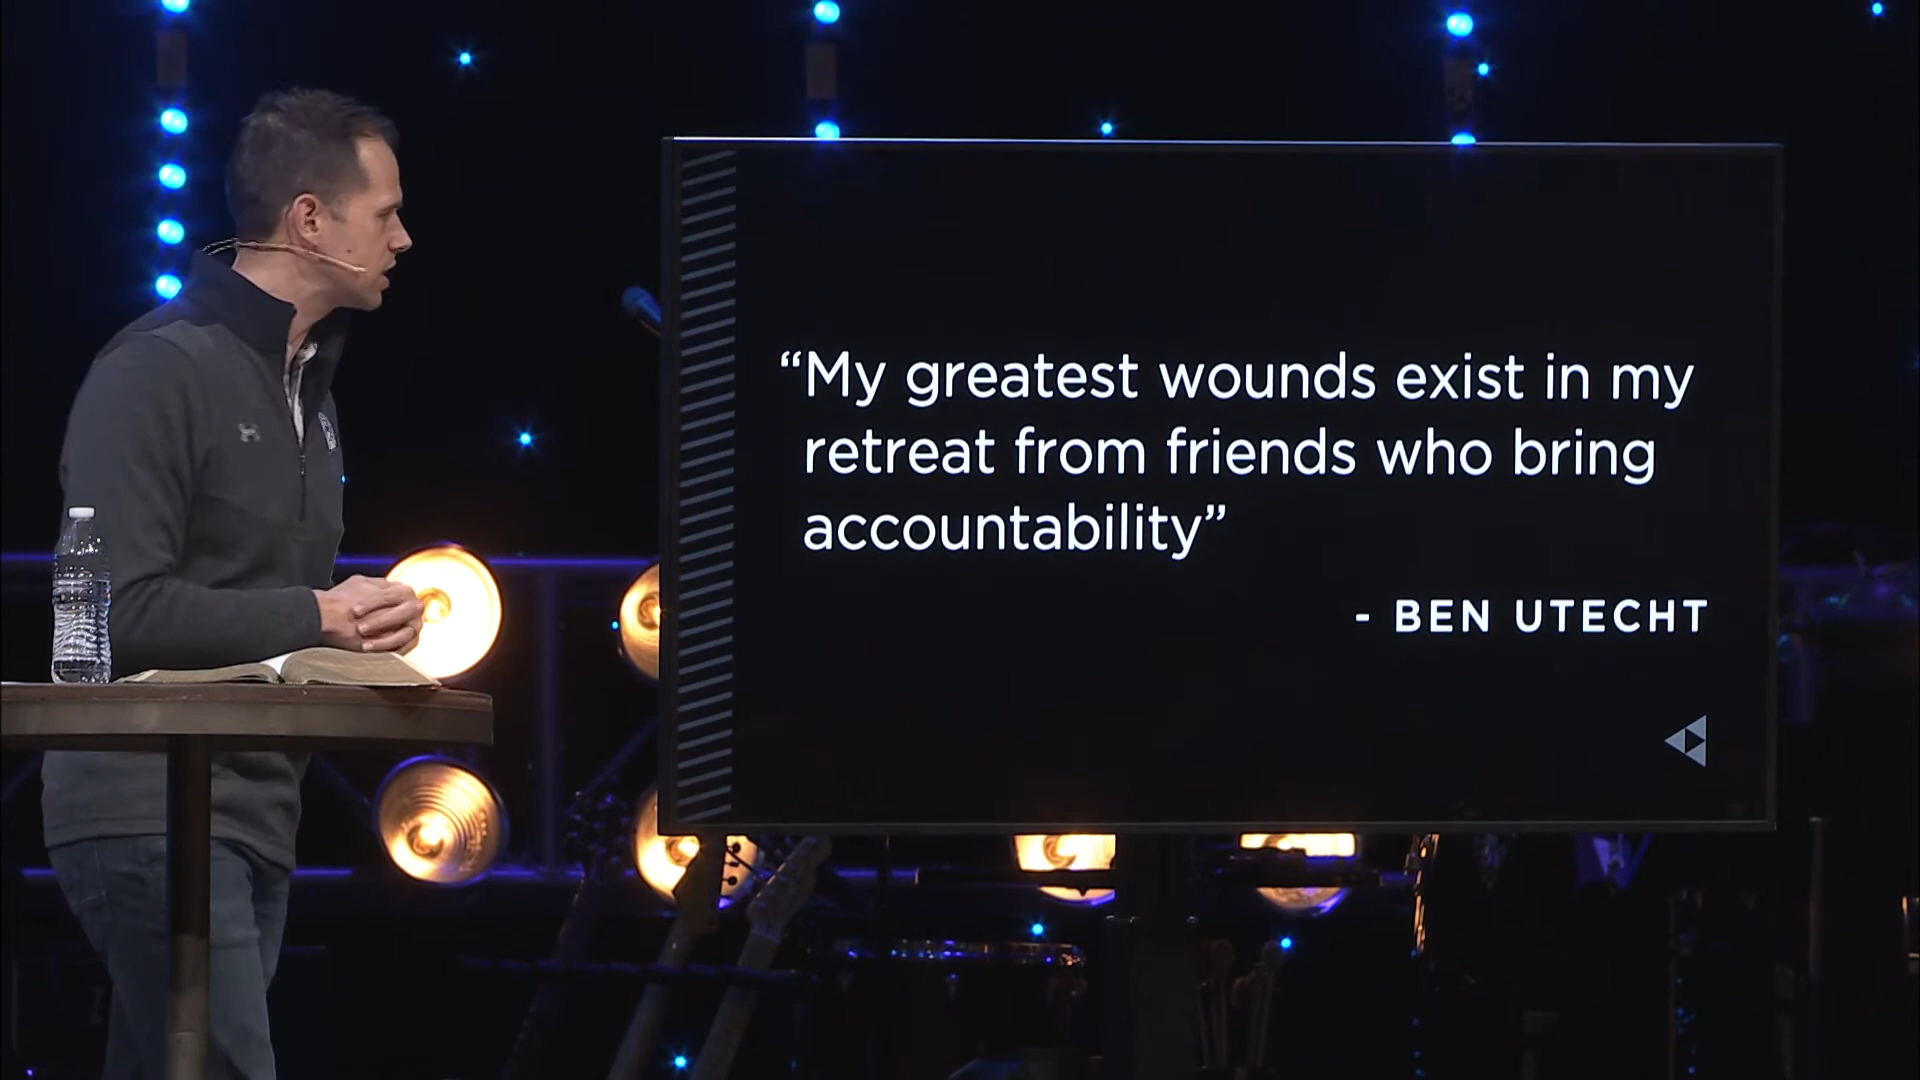 “My greatest wounds exist in my
retreat from friends who bring
accountability”
- BEN UTECHT